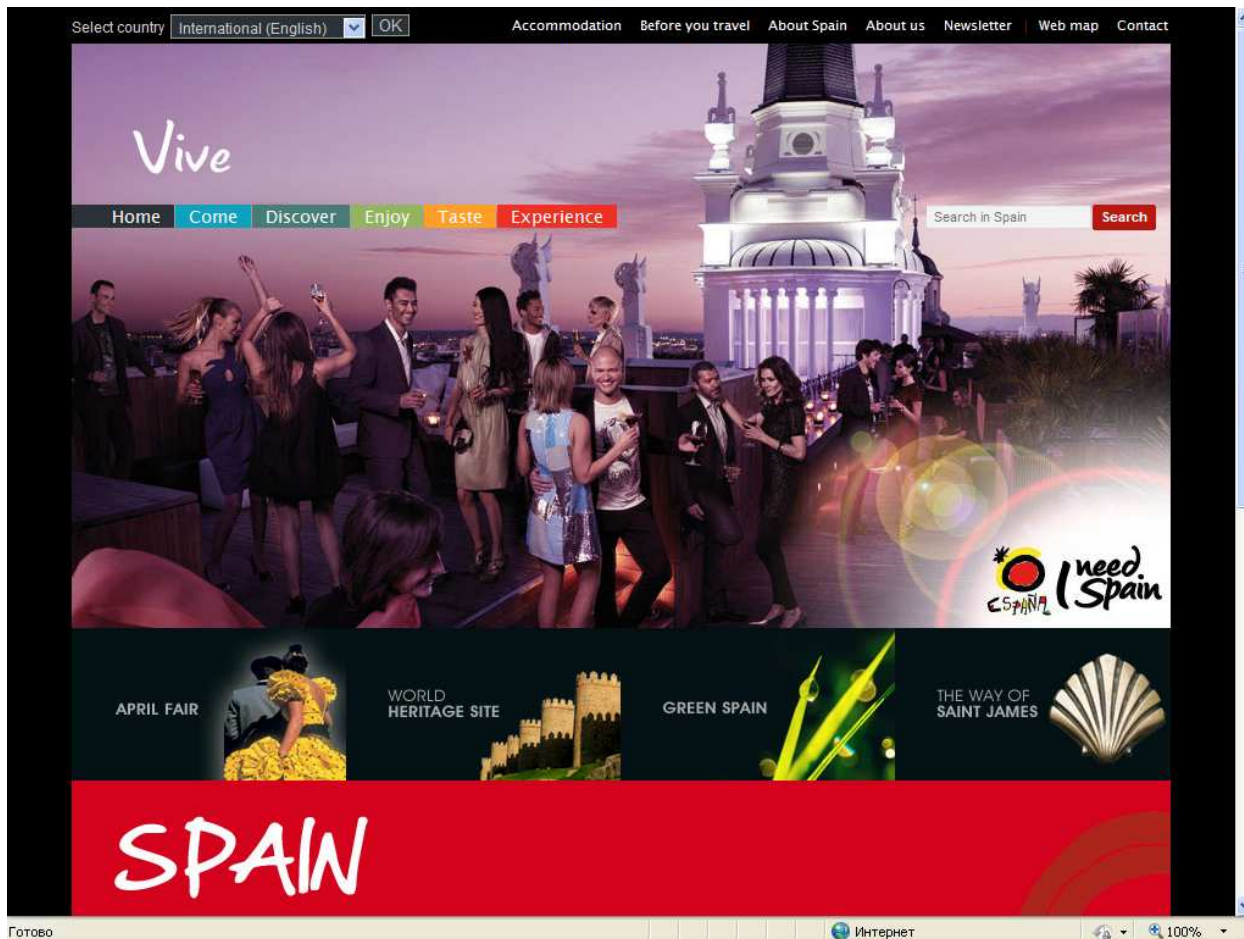 Select country International (English) OK Accommodation Before you travel About Spain About us Newsletter Web map Contact
Vive
Home Come Discover Enjoy Taste Experience Search in Spain Search
need
I Spain
ESPAÑA
APRIL FAIR
WORLD
HERITAGE SITE
GREEN SPAIN
THE WAY OF
SAINT JAMES
SPAIN
Готово Интернет 100%